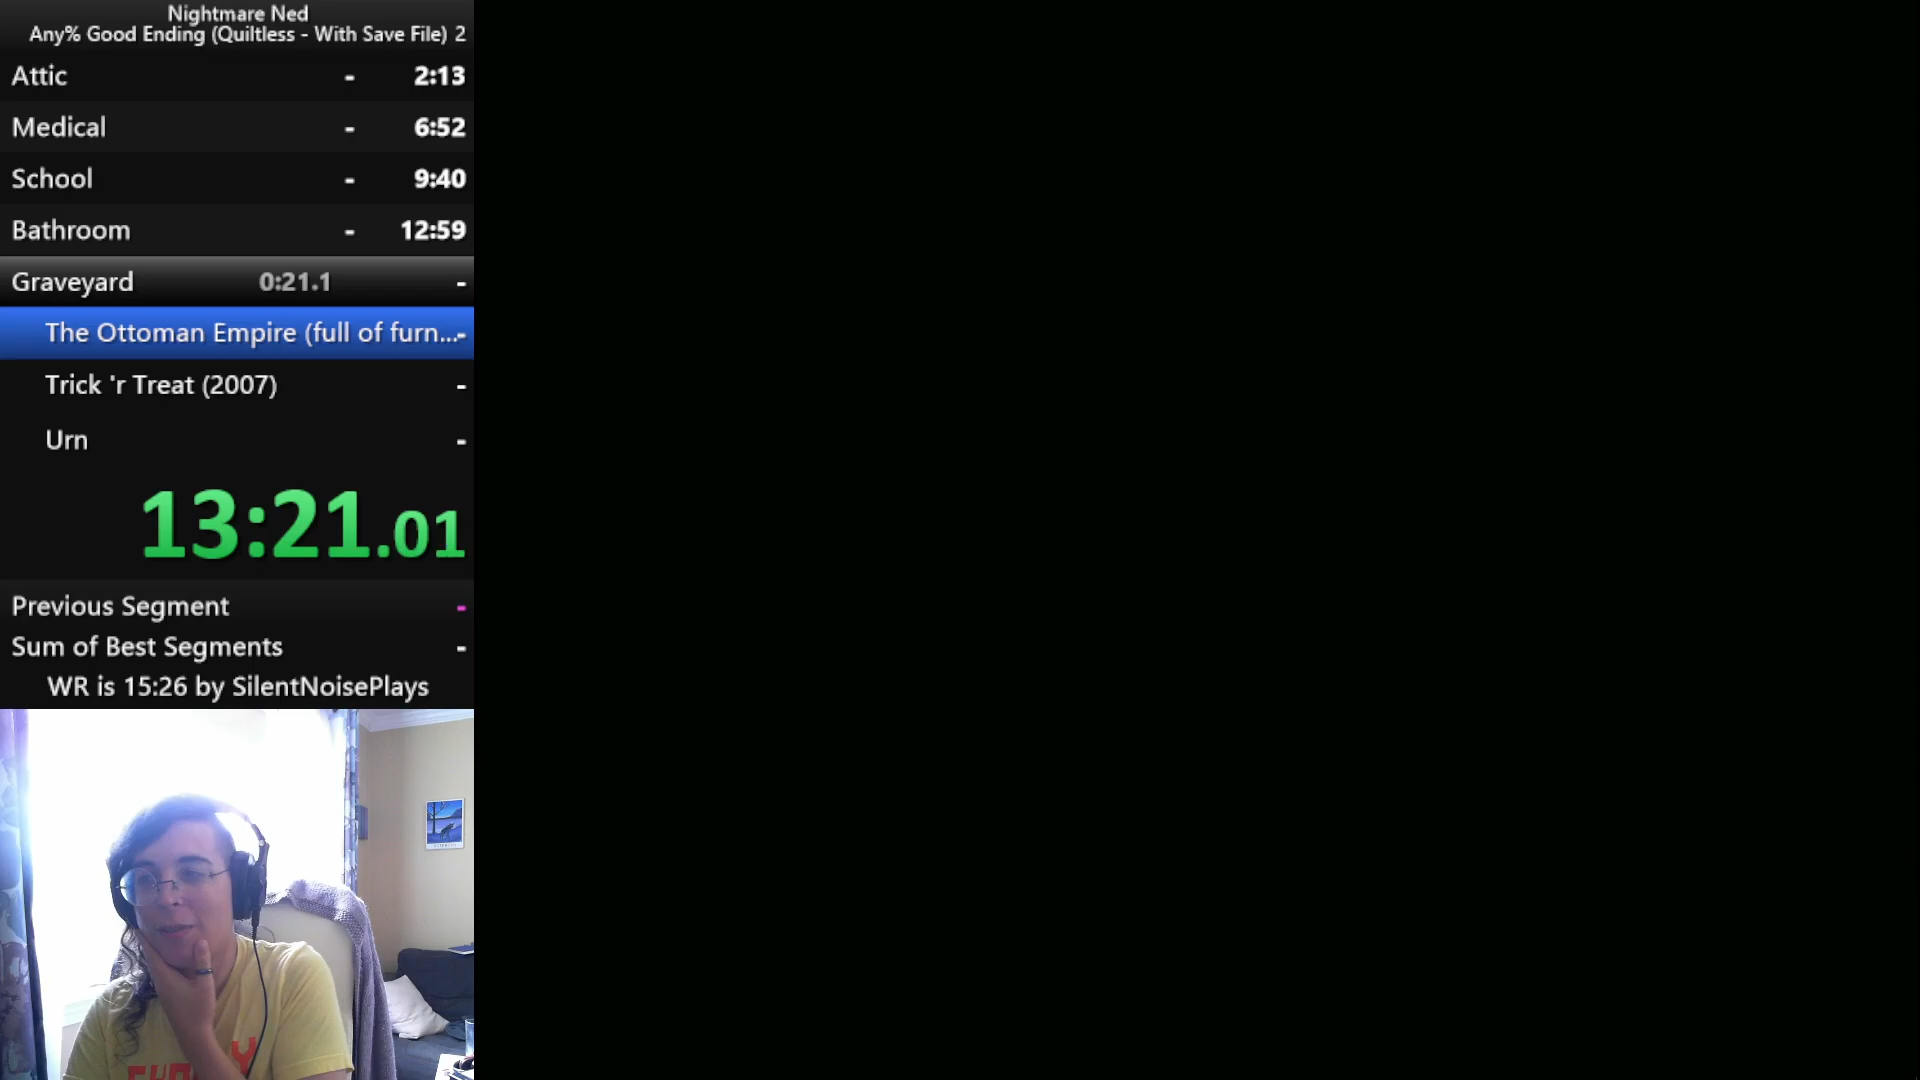 Nightmare Ned
Any% Good Ending (Quiltless - With Save File) 2
Attic - 2:13
Medical - 6:52
School - 9:40
Bathroom - 12:59
Graveyard 0:21.1 -
The Ottoman Empire (full of furn...-
Trick 'r Treat (2007) -
Urn -
13:21.01
Previous Segment -
Sum of Best Segments -
WR is 15:26 by SilentNoisePlays